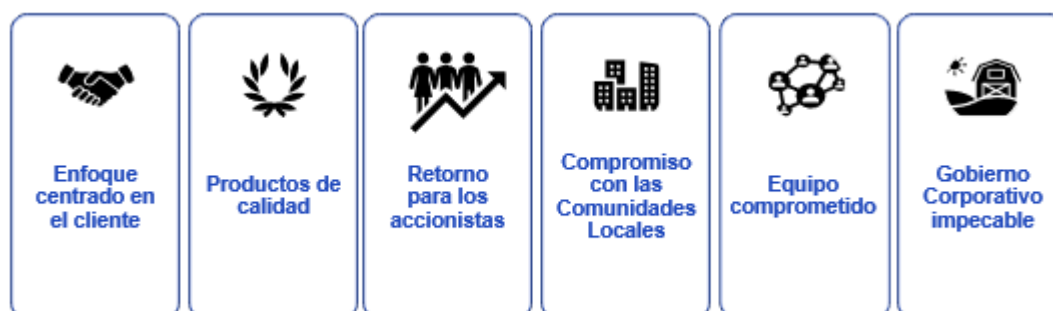 Enfoque
centrado en
el cliente
Productos de
calidad
Retorno
para los
accionistas
Compromiso
con las
Comunidades
Locales
Equipo
comprometido
Gobierno
Corporativo
impecable